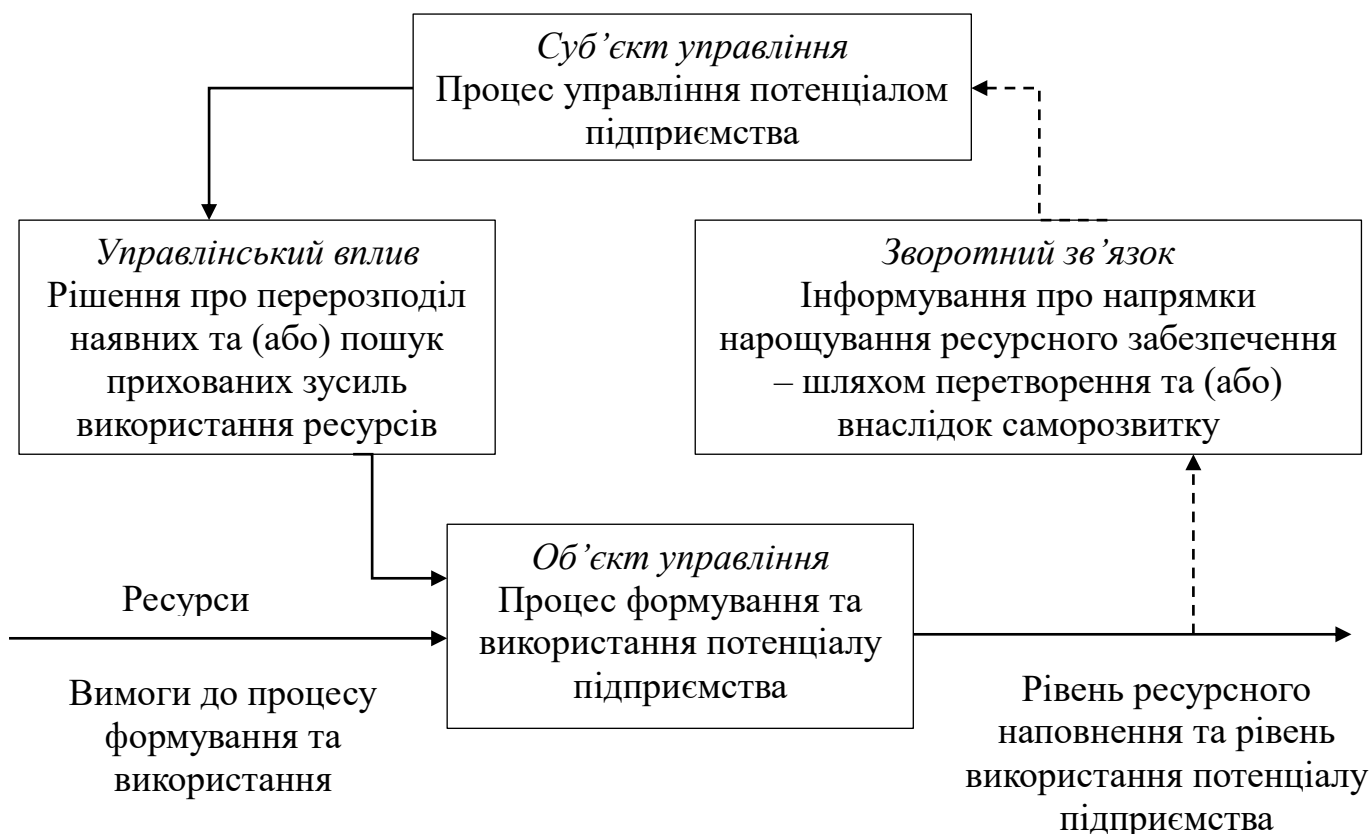 Суб’єкт управління
Процес управління потенціалом
підприємства
Управлінський вплив
Рішення про перерозподіл
наявних та (або) пошук
прихованих зусиль
використання ресурсів
Зворотний зв’язок
Інформування про напрямки
нарощування ресурсного забезпечення
– шляхом перетворення та (або)
внаслідок саморозвитку
Об’єкт управління
Процес формування та
використання потенціалу
підприємства
Ресурси
Вимоги до процесу
формування та
використання
Рівень ресурсного
наповнення та рівень
використання потенціалу
підприємства